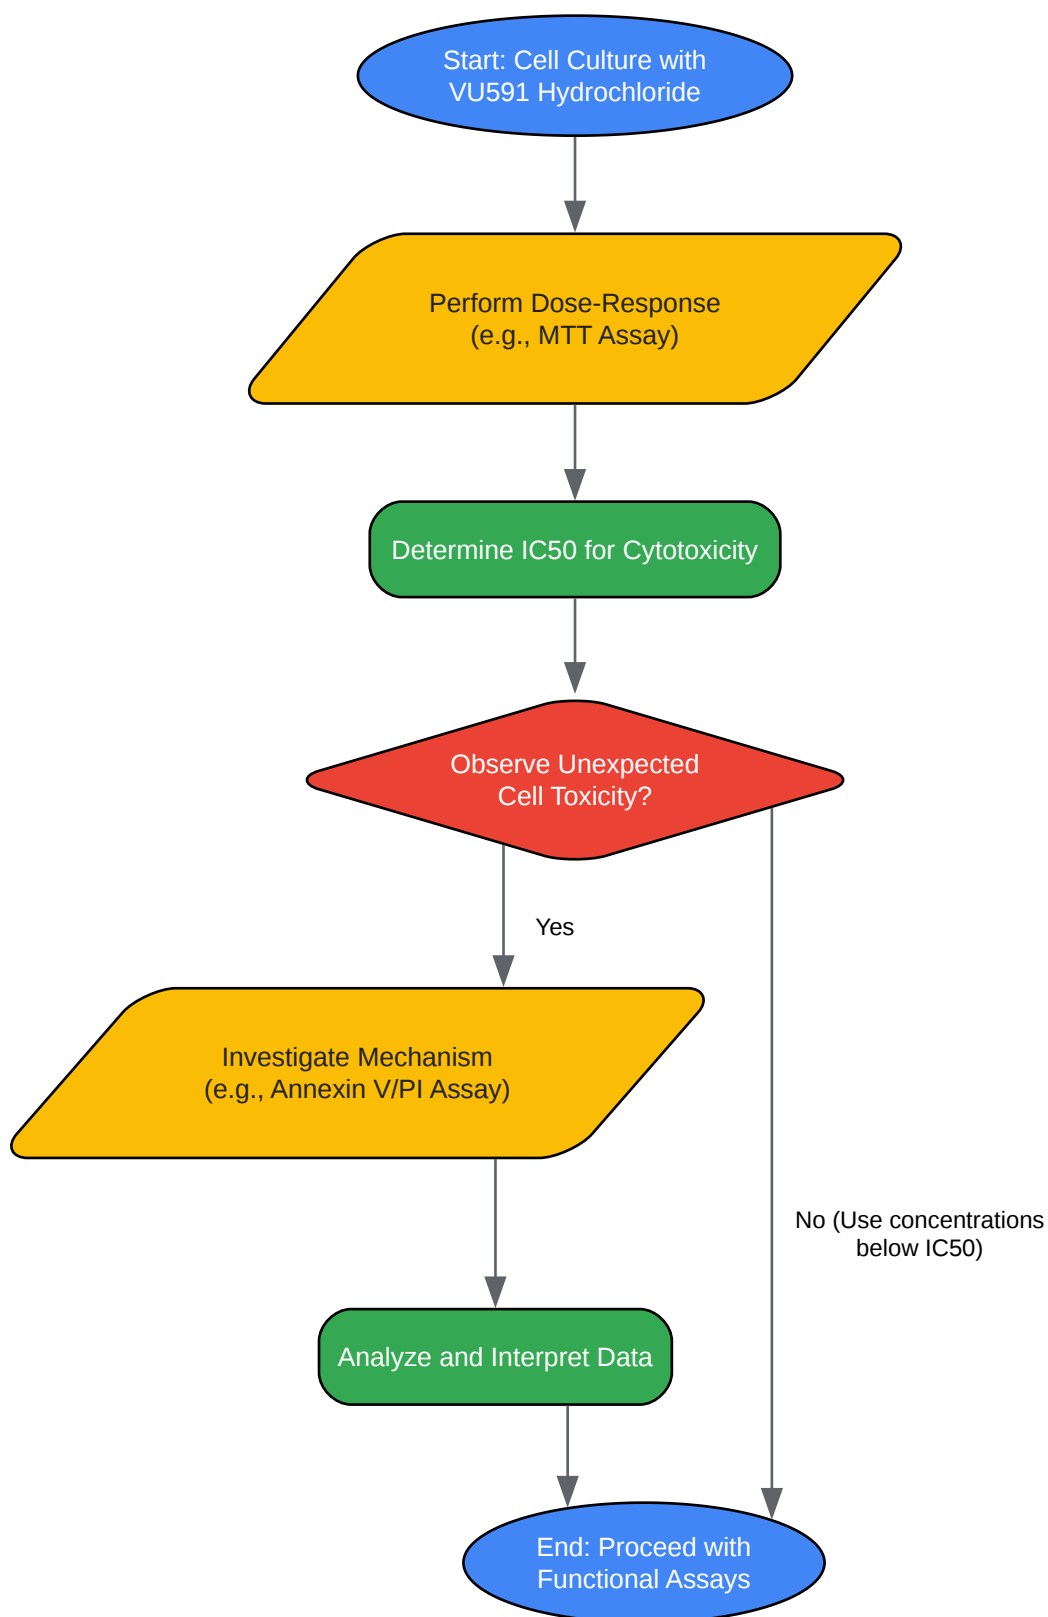 Start: Cell Culture with
VU591 Hydrochloride
Perform Dose-Response
(e.g., MTT Assay)
Determine IC50 for Cytotoxicity
Observe Unexpected
Cell Toxicity?
Yes
Investigate Mechanism
(e.g., Annexin V/PI Assay)
No (Use concentrations
below IC50)
Analyze and Interpret Data
End: Proceed with
Functional Assays